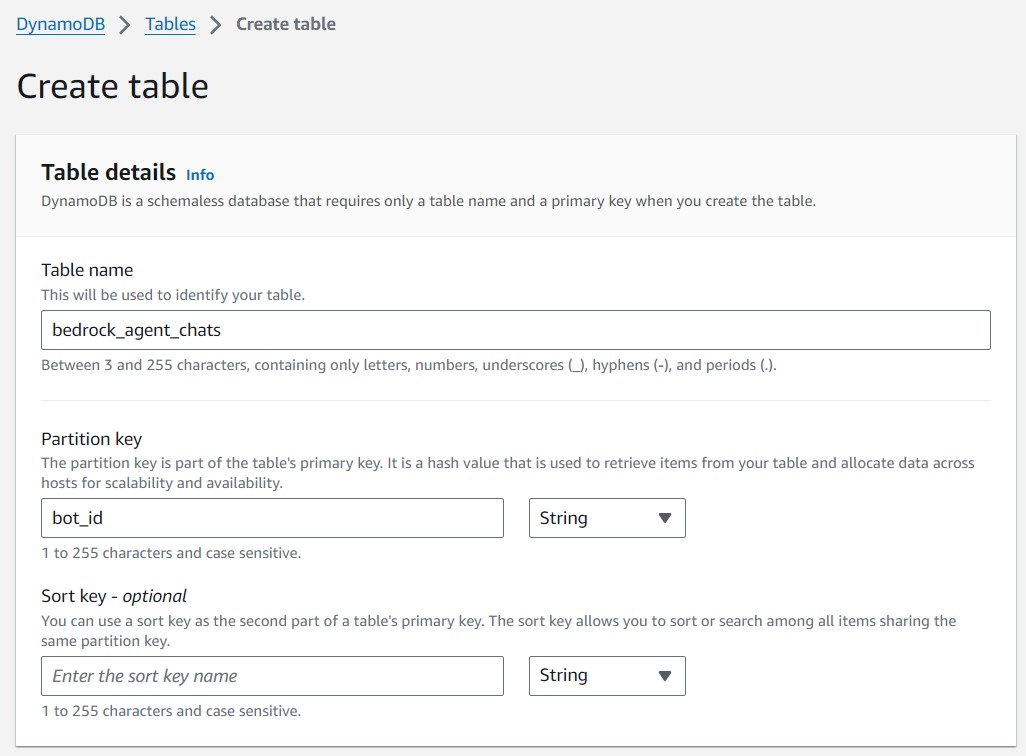 DynamoDB > Tables > Create table
Create table
Table details Info
DynamoDB is a schemaless database that requires only a table name and a primary key when you create the table.
Table name
This will be used to identify your table.
bedrock_agent_chats
Between 3 and 255 characters, containing only letters, numbers, underscores (_), hyphens (-), and periods (.).
Partition key
The partition key is part of the table's primary key. It is a hash value that is used to retrieve items from your table and allocate data across
hosts for scalability and availability.
bot_id String
1 to 255 characters and case sensitive.
Sort key - optional
You can use a sort key as the second part of a table's primary key. The sort key allows you to sort or search among all items sharing the
same partition key.
Enter the sort key name String
1 to 255 characters and case sensitive.